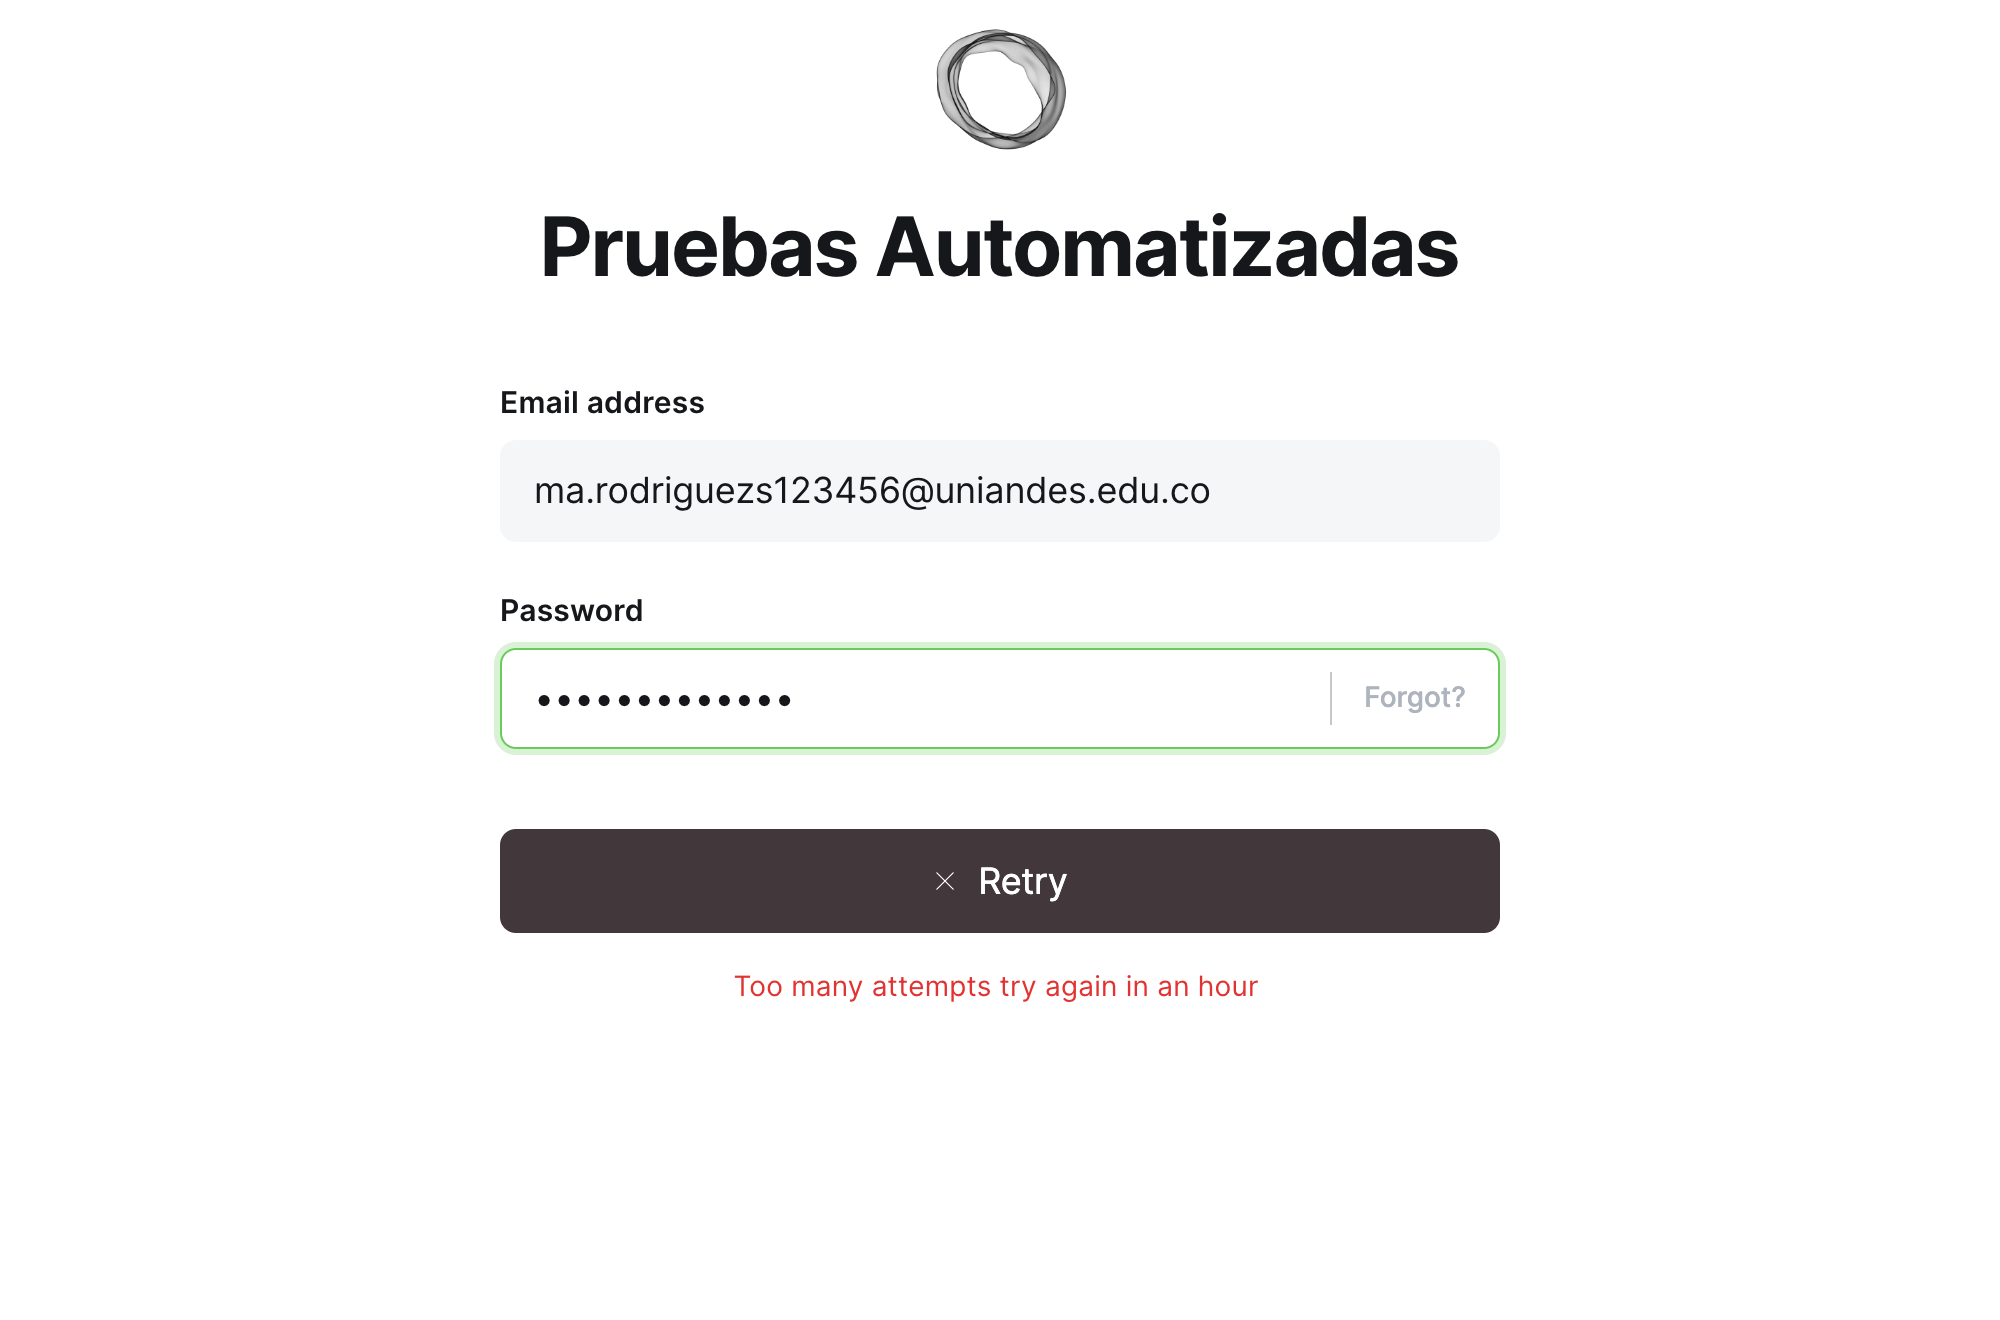 Pruebas Automatizadas
Email address
ma.rodriguezs123456@uniandes.edu.co
Password
•••••••••••••
Forgot?
Retry
Too many attempts try again in an hour